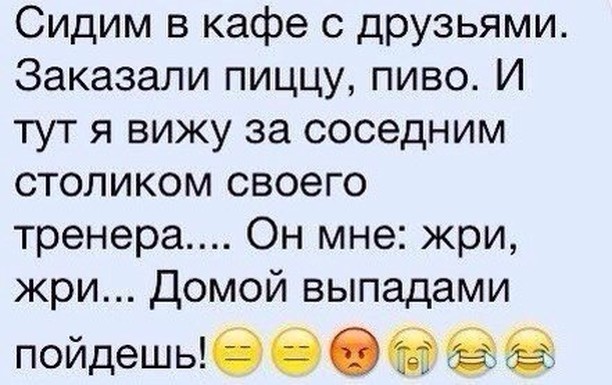 Сидим в кафе с друзьями.
Заказали пиццу, пиво. И
тут я вижу за соседним
столиком своего
тренера.... Он мне: жри,
жри... Домой выпадами
пойдешь!😑😑😡😭😂😂